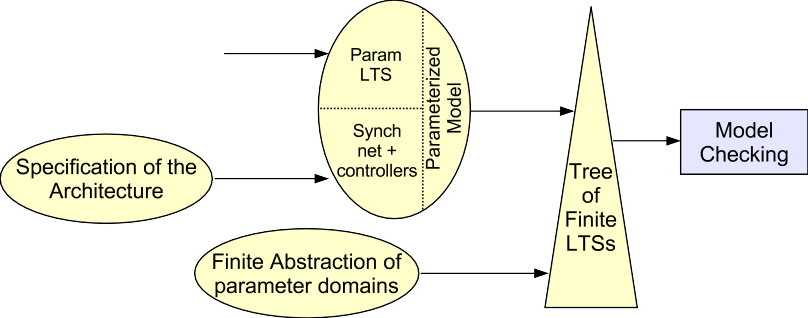 Param
LTS
Parameterized
Model
Synch
net +
controllers
Specification of the
Architecture
Model
Checking
Tree
of
Finite
LTSs
Finite Abstraction of
parameter domains